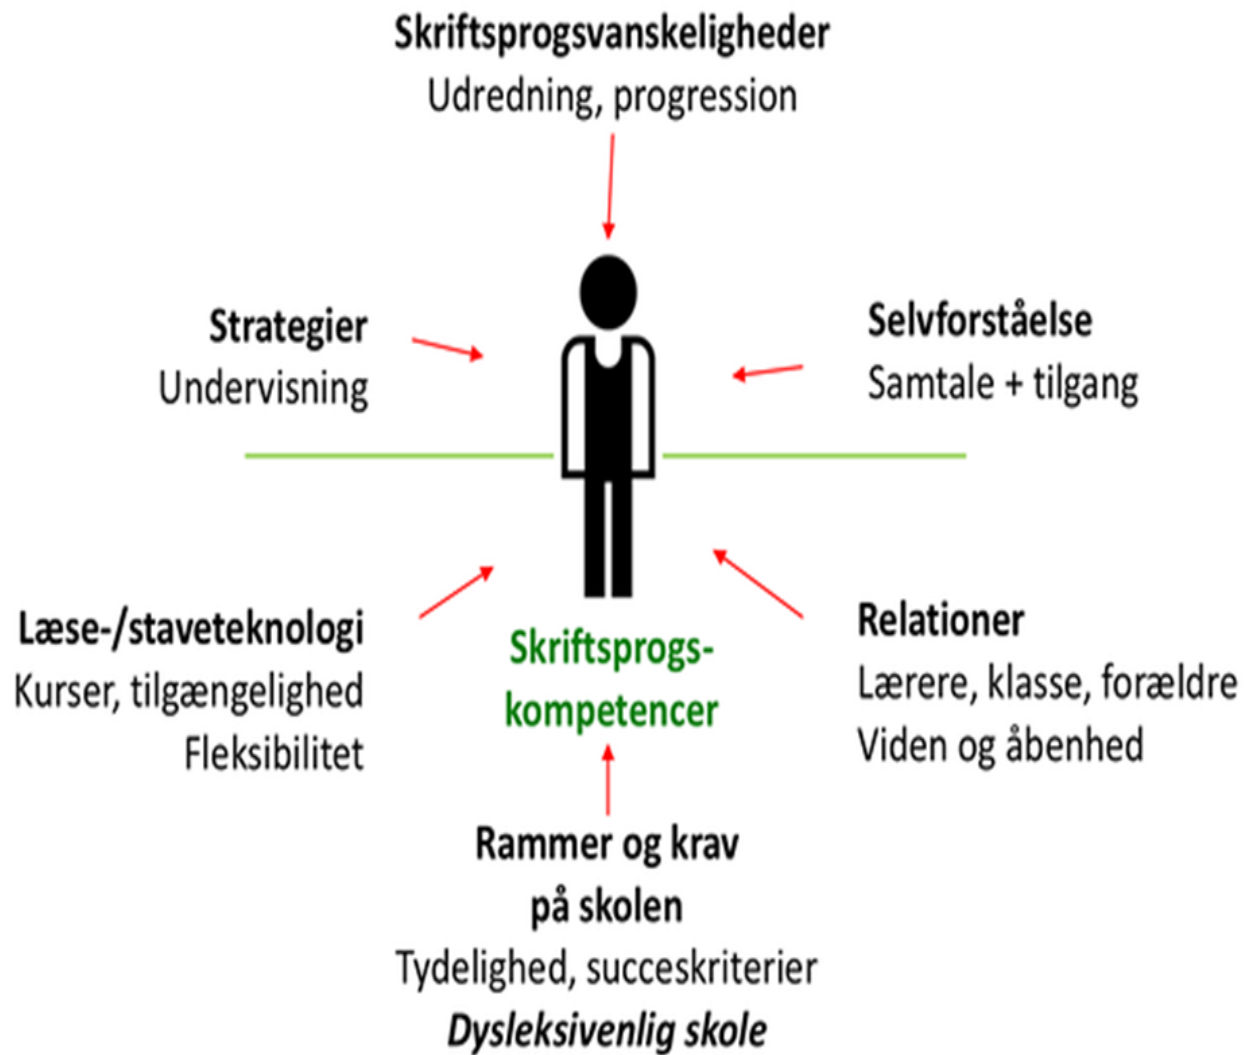 Skriftsprogsvanskeligheder
Udredning, progression
Strategier
Undervisning
Selvforståelse
Samtale + tilgang
Læse-/staveteknologi
Kurser, tilgængelighed
Fleksibilitet
Skriftsprogs-
kompetencer
Relationer
Lærere, klasse, forældre
Viden og åbenhed
Rammer og krav
på skolen
Tydelighed, succeskriterier
Dysleksivenlig skole